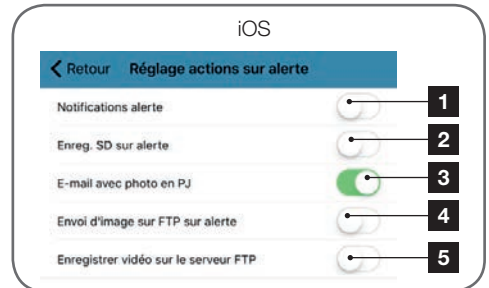 iOS
Retour Réglage actions sur alerte
Notifications alerte 1
Enreg. SD sur alerte 2
E-mail avec photo en PJ 3
Envoi d'image sur FTP sur alerte 4
Enregistrer vidéo sur le serveur FTP 5